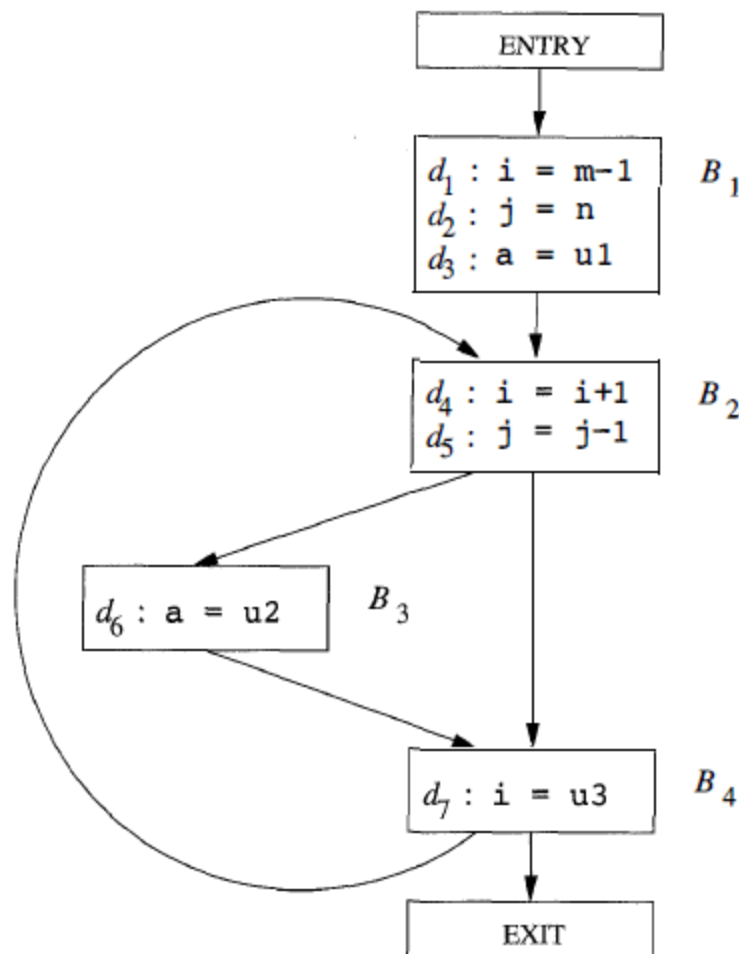 ENTRY
d1 : i = m-1
d2 : j = n
d3 : a = u1
B1
d4 : i = i+1
d5 : j = j-1
B2
d6 : a = u2
B3
d7 : i = u3
B4
EXIT